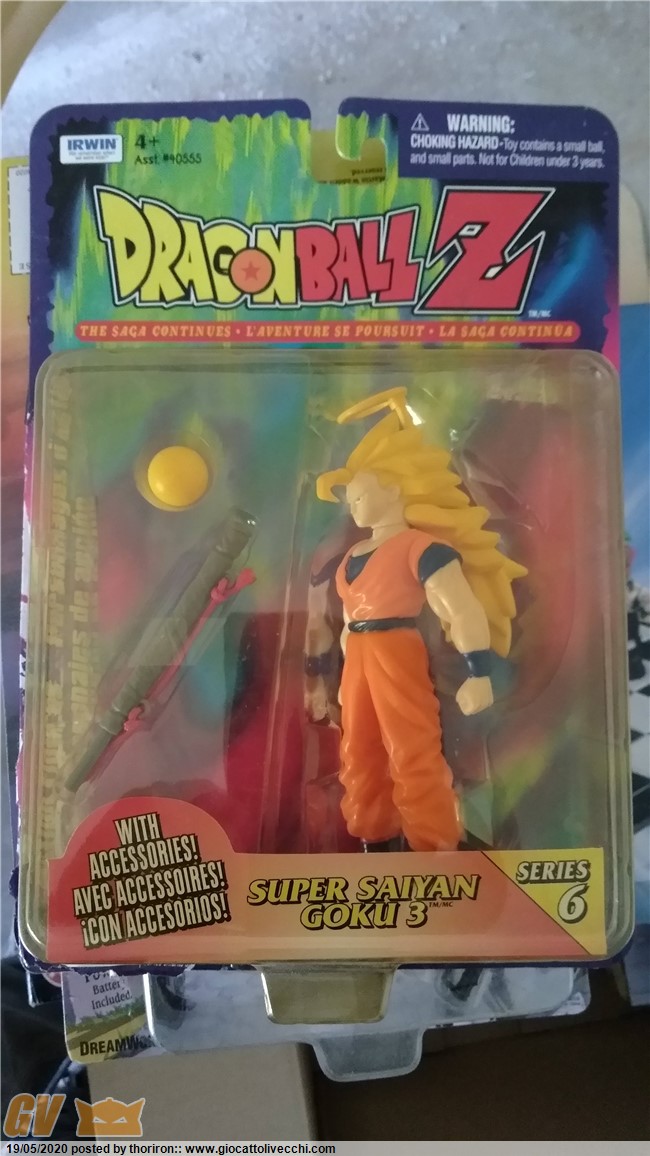 IRWIN
4+
Asst. #40555
WARNING:
CHOKING HAZARD-Toy contains a small ball,
and small parts. Not for Children under 3 years.
DRAGONBALL Z
TM/MC
THE SAGA CONTINUES • L'AVENTURE SE POURSUIT • LA SAGA CONTINUA
WITH
ACCESSORIES!
AVEC ACCESSOIRES!
¡CON ACCESORIOS!
SUPER SAIYAN
GOKU 3 TM/MC
SERIES
6
Included.
GV
19/05/2020 posted by thoriron:: www.giocattolivecchi.com